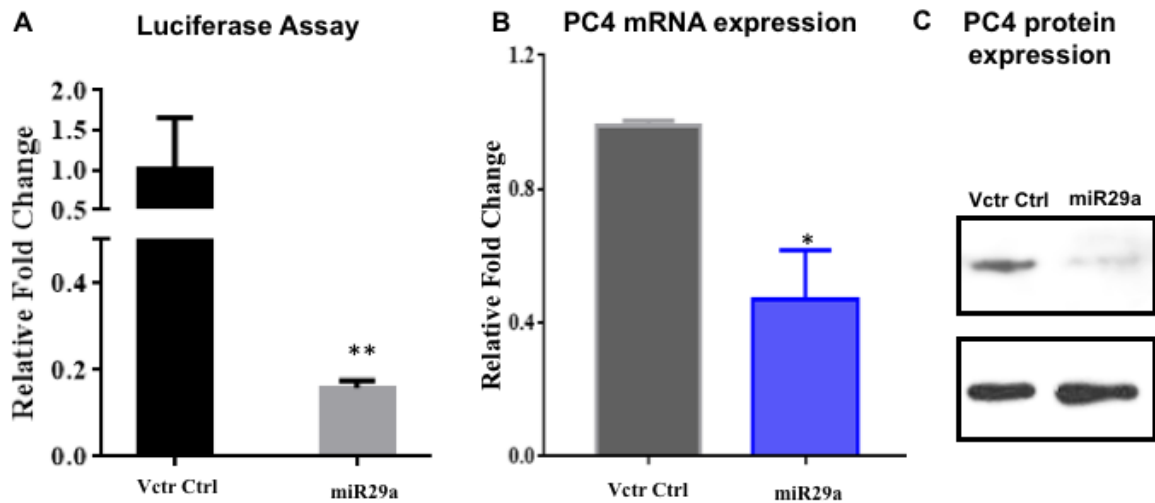 A
Luciferase Assay
Relative Fold Change
2.0
1.5
1.0
0.5
0.4
0.2
0.0
**
Vctr Ctrl
miR29a
B
PC4 mRNA expression
Relative Fold Change
1.2
0.8
0.4
0.0
*
Vctr Ctrl
miR29a
C
PC4 protein
expression
Vctr Ctrl
miR29a